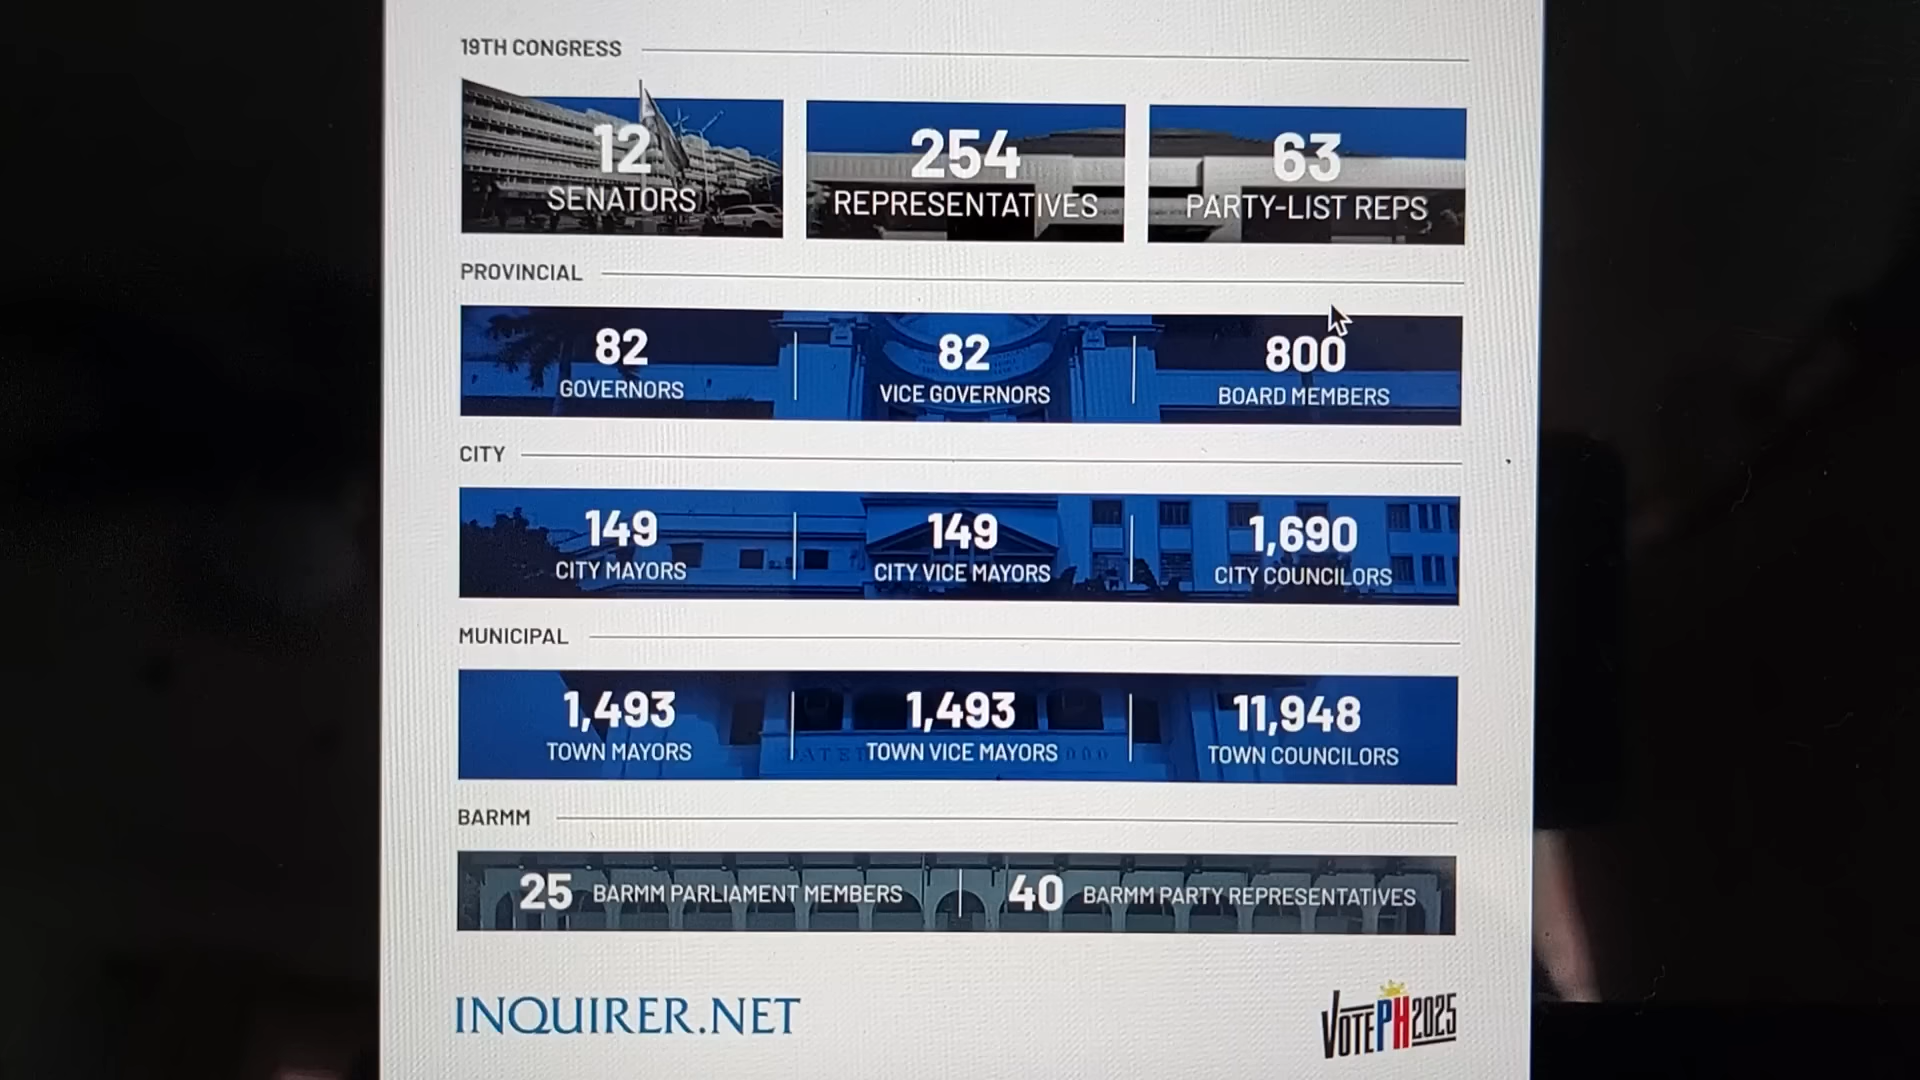 19TH CONGRESS
12
SENATORS
254
REPRESENTATIVES
63
PARTY-LIST REPS
PROVINCIAL
82
GOVERNORS
82
VICE GOVERNORS
800
BOARD MEMBERS
CITY
149
CITY MAYORS
149
CITY VICE MAYORS
1,690
CITY COUNCILORS
MUNICIPAL
1,493
TOWN MAYORS
1,493
TOWN VICE MAYORS
11,948
TOWN COUNCILORS
BARMM
25 BARMM PARLIAMENT MEMBERS
40 BARMM PARTY REPRESENTATIVES
INQUIRER.NET
VOTEPH2025